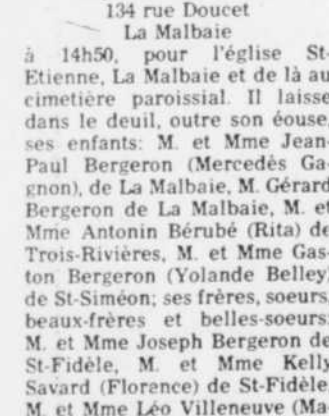 134 rue Doucet
La Malbaie
à 14h50, pour l'église St-
Etienne, La Malbaie et de là au
cimetière paroissial. Il laisse
dans le deuil, outre son éouse,
ses enfants: M. et Mme Jean-
Paul Bergeron (Mercedès Ga-
gnon), de La Malbaie, M. Gérard
Bergeron de La Malbaie, M. et
Mme Antonin Bérubé (Rita) de
Trois-Rivières, M. et Mme Gas-
ton Bergeron (Yolande Belley)
de St-Siméon; ses frères, soeurs,
beaux-frères et belles-soeurs:
M. et Mme Joseph Bergeron de
St-Fidèle, M. et Mme Kelly
Savard (Florence) de St-Fidèle
M. et Mme Léo Villeneuve (Ma-